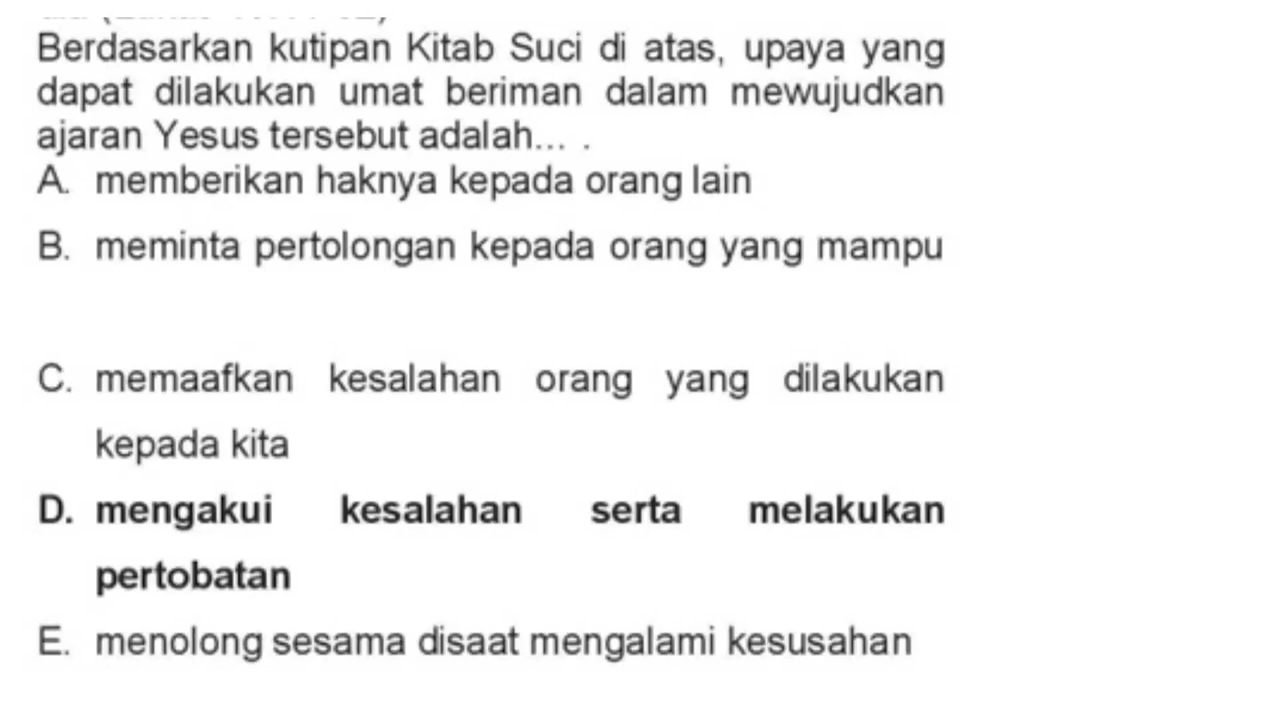 Berdasarkan kutipan Kitab Suci di atas, upaya yang
dapat dilakukan umat beriman dalam mewujudkan
ajaran Yesus tersebut adalah... .
A. memberikan haknya kepada orang lain
B. meminta pertolongan kepada orang yang mampu
C. memaafkan kesalahan orang yang dilakukan
kepada kita
D. mengakui kesalahan serta melakukan
pertobatan
E. menolong sesama disaat mengalami kesusahan